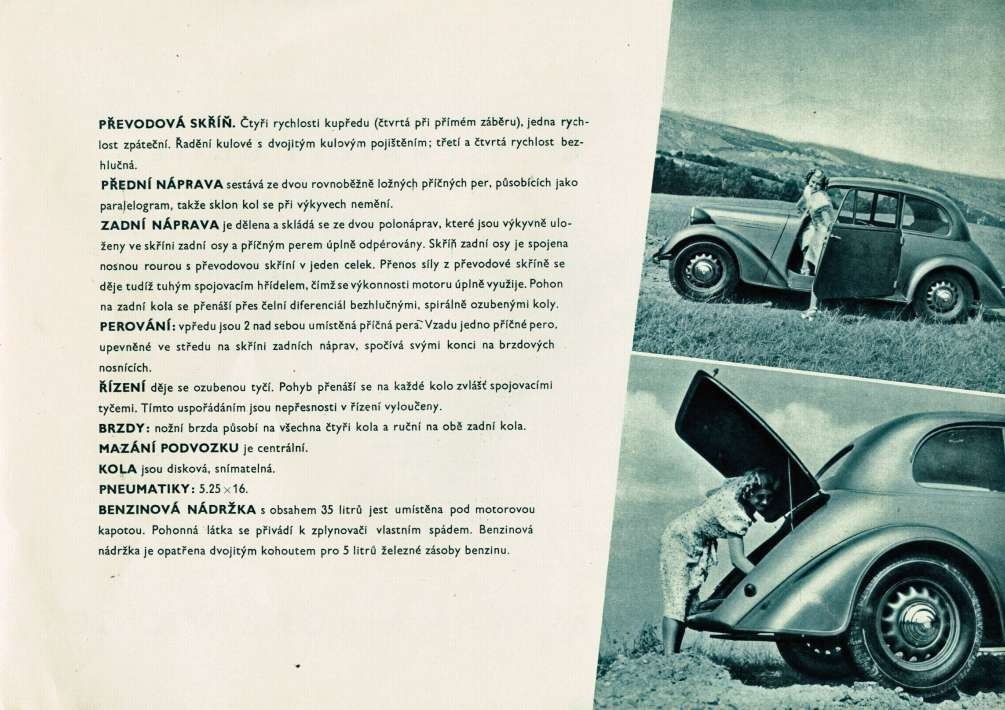 PŘEVODOVÁ SKŘÍŇ. Čtyři rychlosti kupředu (čtvrtá při přímém záběru), jedna rych-
lost zpáteční. Řadění kulové s dvojitým kulovým pojištěním; třetí a čtvrtá rychlost bez-
hlučná.
PŘEDNÍ NÁPRAVA sestává ze dvou rovnoběžně ložných příčných per, působících jako
paralelogram, takže sklon kol se při výkyvech nemění.
ZADNÍ NÁPRAVA je dělena a skládá se ze dvou polonáprav, které jsou výkyvně ulo-
ženy ve skříni zadní osy a příčným perem úplně odpérovány. Skříň zadní osy je spojena
nosnou rourou s převodovou skříní v jeden celek. Přenos síly z převodové skříně se
děje tudíž tuhým spojovacím hřídelem, čímž se výkonnosti motoru úplně využije. Pohon
na zadní kola se přenáší přes čelní diferenciál bezhlučnými, spirálně ozubenými koly.
PEROVÁNÍ: vpředu jsou 2 nad sebou umístěná příčná pera. Vzadu jedno příčné pero,
upevněné ve středu na skříni zadních náprav, spočívá svými konci na brzdových
nosnících.
ŘÍZENÍ děje se ozubenou tyčí. Pohyb přenáší se na každé kolo zvlášť spojovacími
tyčemi. Tímto uspořádáním jsou nepřesnosti v řízení vyloučeny.
BRZDY: nožní brzda působí na všechna čtyři kola a ruční na obě zadní kola.
MAZÁNÍ PODVOZKU je centrální.
KOLA jsou disková, snímatelná.
PNEUMATIKY: 5.25 × 16.
BENZINOVÁ NÁDRŽKA s obsahem 35 litrů jest umístěna pod motorovou
kapotou. Pohonná látka se přivádí k zplynovači vlastním spádem. Benzinová
nádržka je opatřena dvojitým kohoutem pro 5 litrů železné zásoby benzinu.